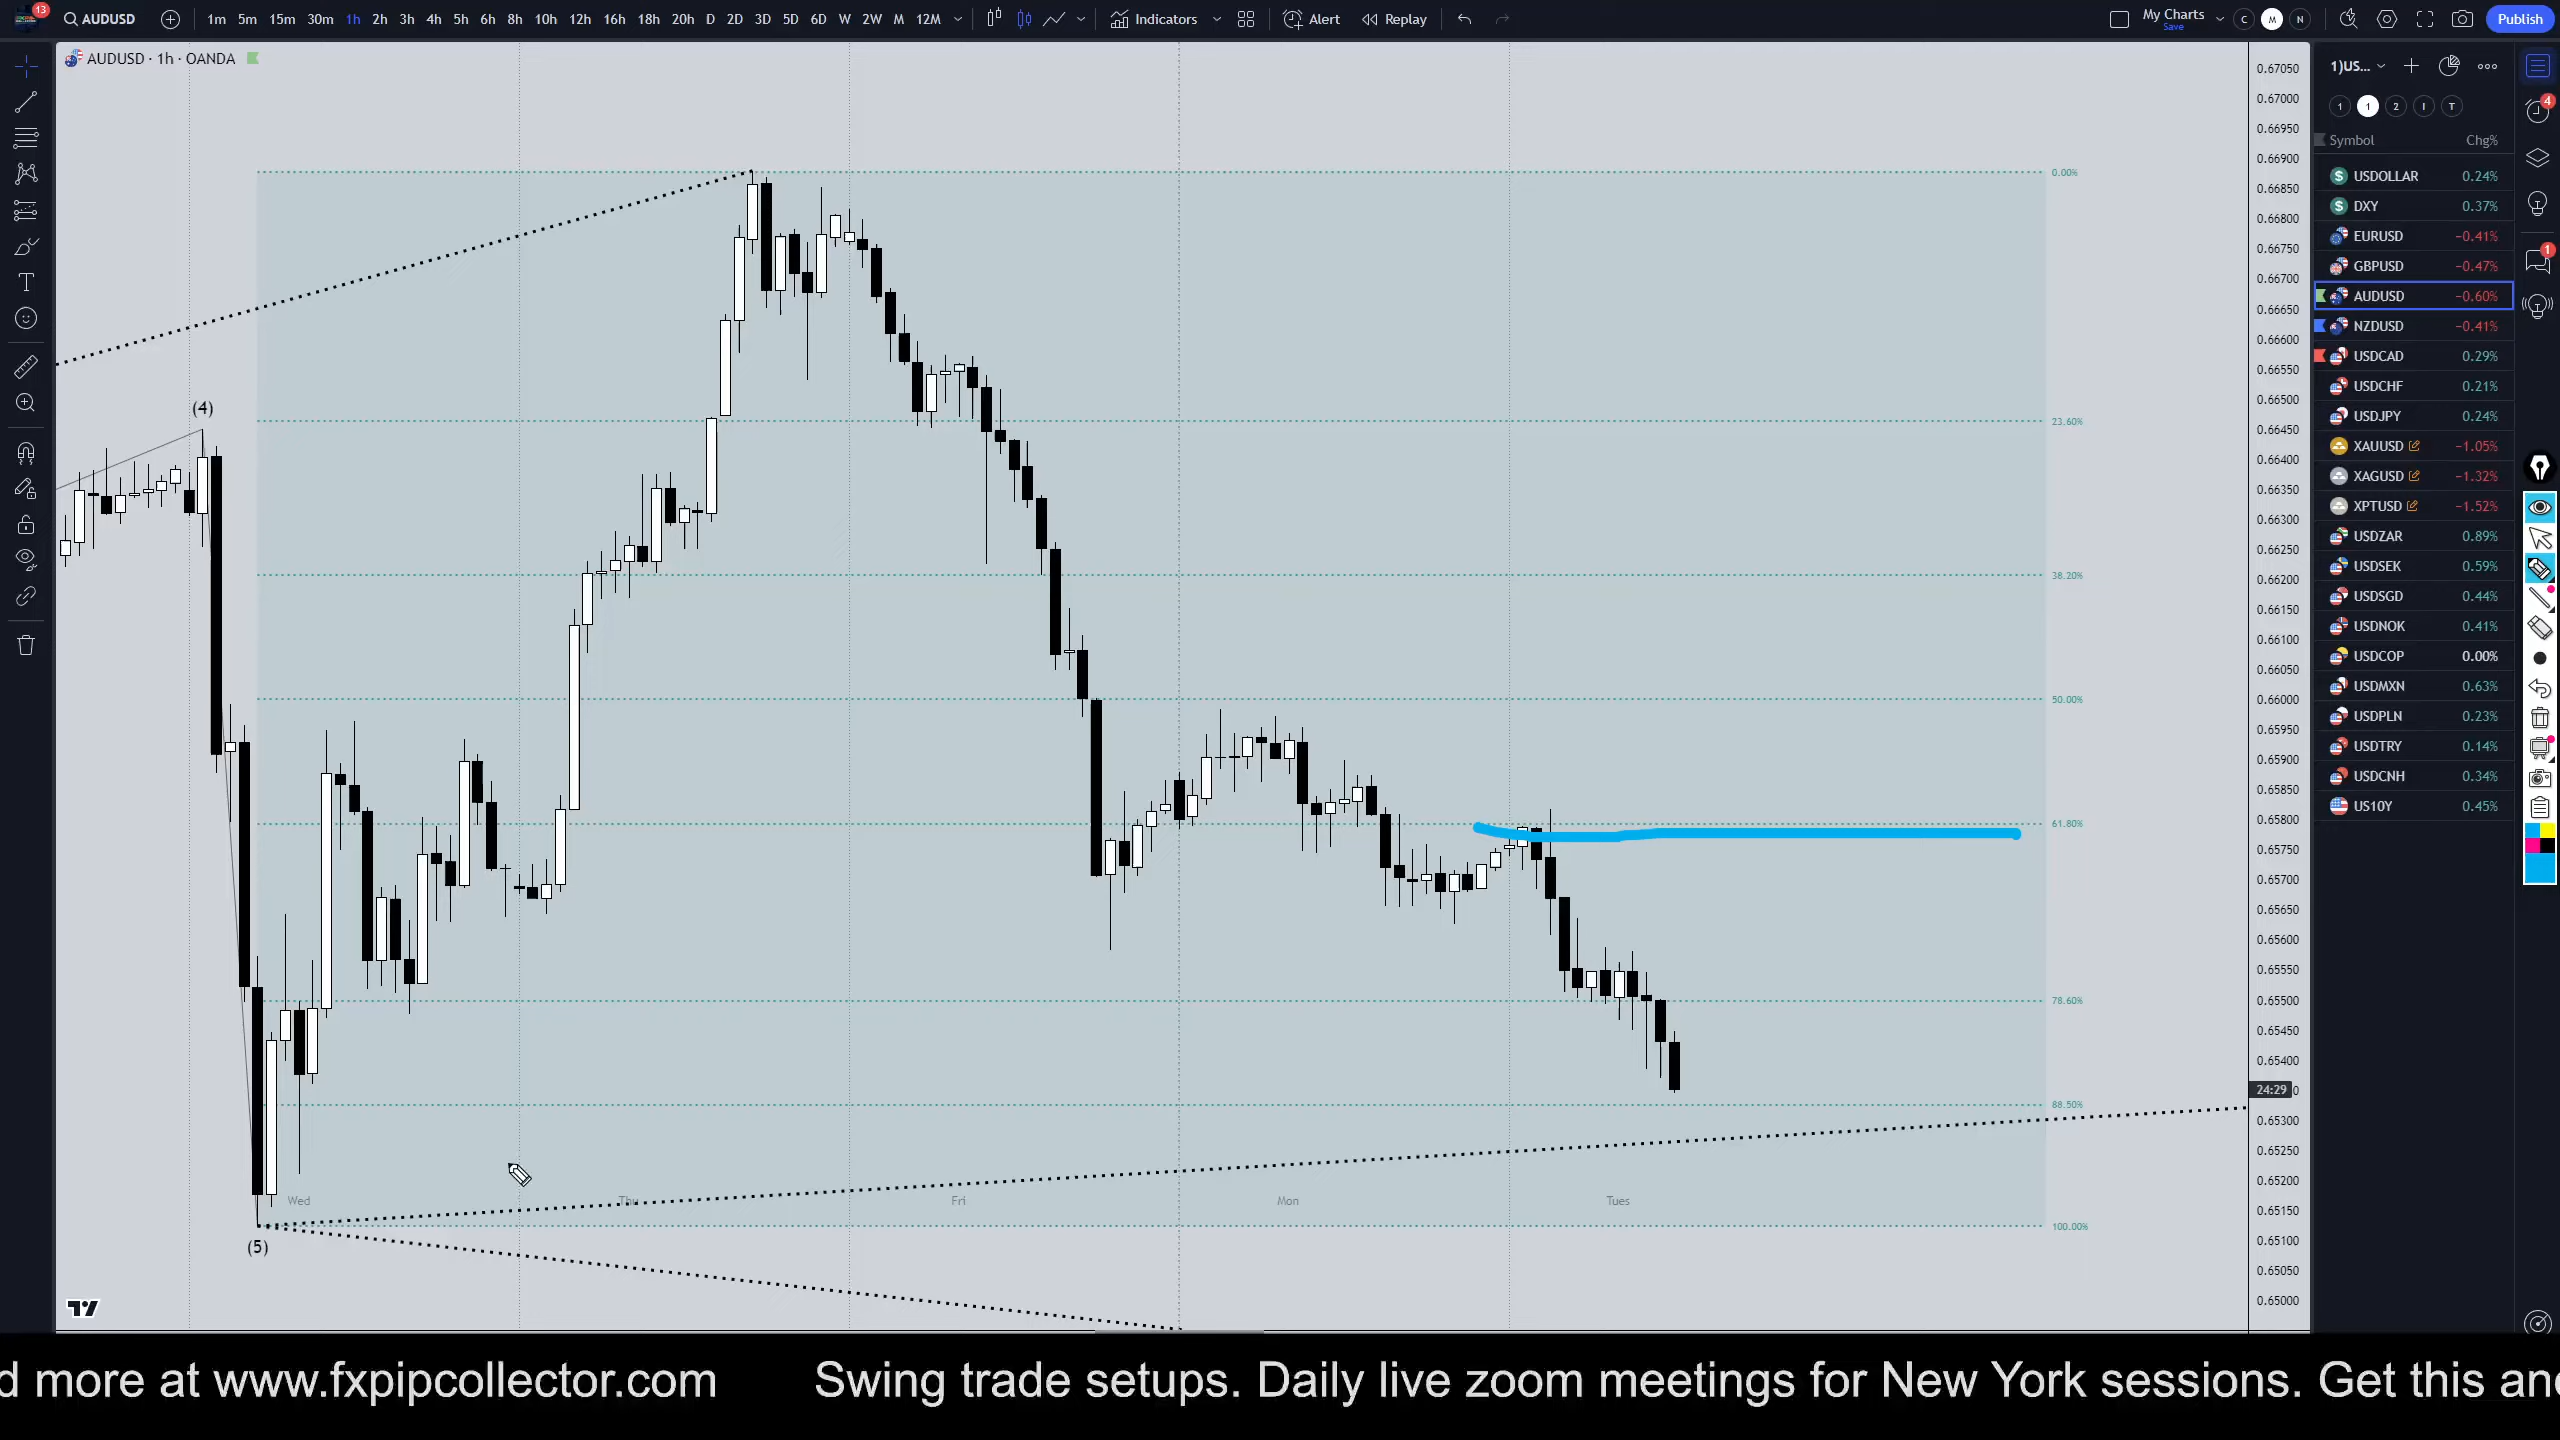 13
AUDUSD 1m 5m 15m 30m 1h 2h 3h 4h 5h 6h 8h 10h 12h 16h 18h 20h D 2D 3D 5D 6D W 2W M 12M Indicators Alert Replay My Charts Save C M N Publish
AUDUSD · 1h · OANDA
1)US...
1 1 2 I T
Symbol Chg%
USDOLLAR 0.24%
DXY 0.37%
EURUSD −0.41%
GBPUSD −0.47%
AUDUSD −0.60%
NZDUSD −0.41%
USDCAD 0.29%
USDCHF 0.21%
USDJPY 0.24%
XAUUSD −1.05%
XAGUSD −1.32%
XPTUSD −1.52%
USDZAR 0.89%
USDSEK 0.59%
USDSGD 0.44%
USDNOK 0.41%
USDCOP 0.00%
USDMXN 0.63%
USDPLN 0.23%
USDTRY 0.14%
USDCNH 0.34%
US10Y 0.45%
4
1
0.67050
0.67000
0.66950
0.66900
0.66850
0.66800
0.66750
0.66700
0.66650
0.66600
0.66550
0.66500
0.66450
0.66400
0.66350
0.66300
0.66250
0.66200
0.66150
0.66100
0.66050
0.66000
0.65950
0.65900
0.65850
0.65800
0.65750
0.65700
0.65650
0.65600
0.65550
0.65500
0.65450
0.65400
24:29 0
0.65300
0.65250
0.65200
0.65150
0.65100
0.65050
0.65000
0.00%
23.60%
38.20%
50.00%
61.80%
78.60%
88.50%
100.00%
(4)
(5)
Wed Thu Fri Mon Tues
d more at www.fxpipcollector.com Swing trade setups. Daily live zoom meetings for New York sessions. Get this an